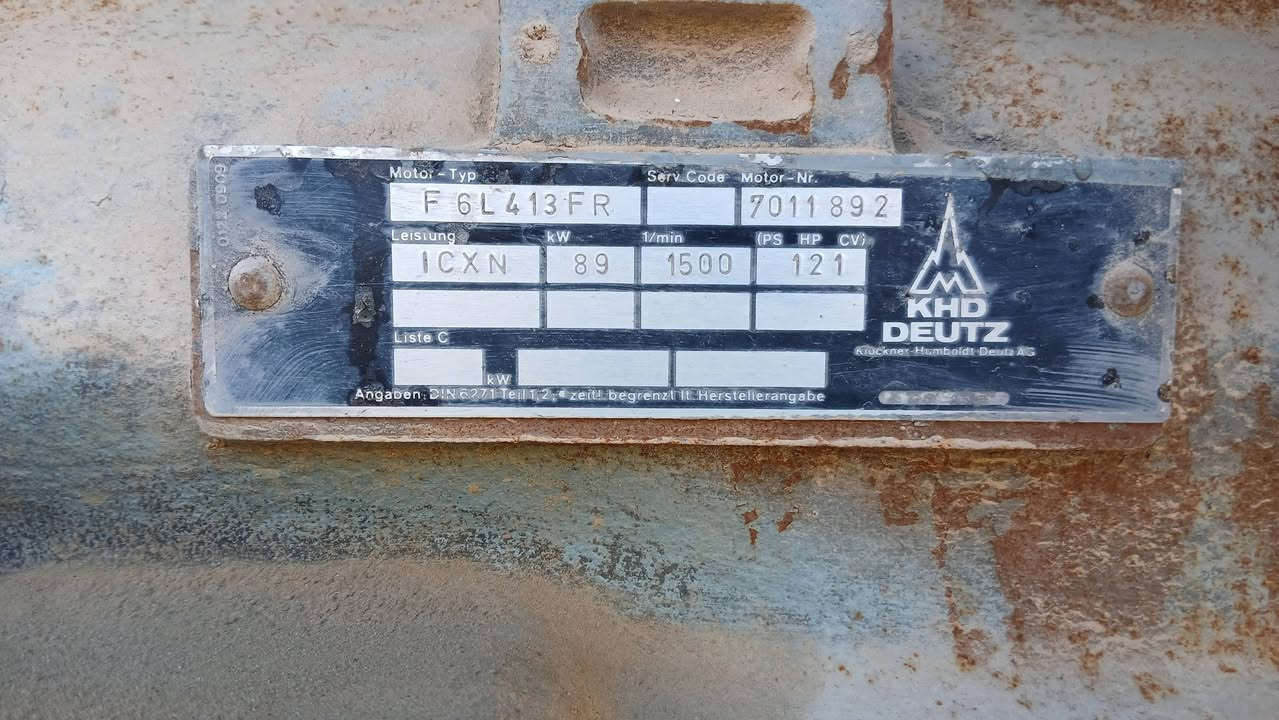 Motor-Typ Serv.Code Motor-Nr.
F 6L413FR 7011892
Leistung kW 1/min (PS HP CV)
ICXN 89 1500 121
KHD
DEUTZ
Klöckner-Humboldt-Deutz AG
Liste C
kW
Angaben: DIN 6271 Teil 1, 2, * zeitl. begrenzt lt. Herstellerangabe